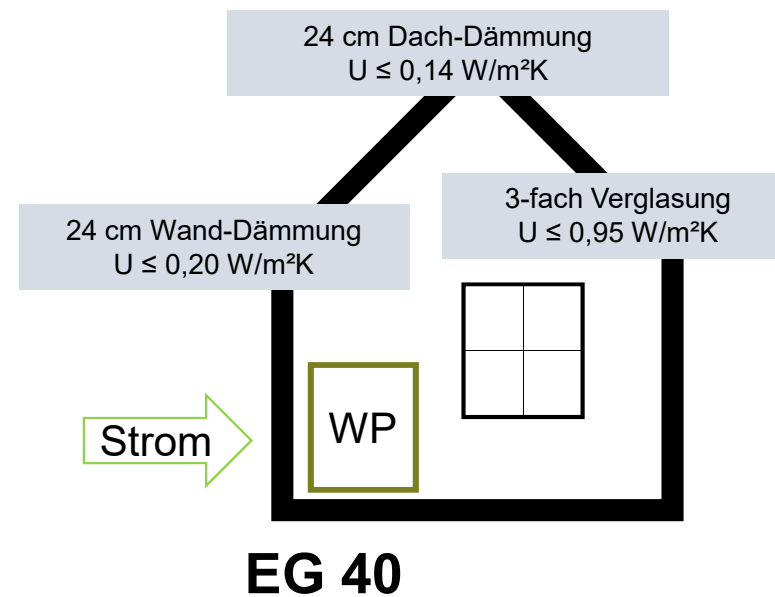 24 cm Dach-Dämmung
U ≤ 0,14 W/m²K
3-fach Verglasung
U ≤ 0,95 W/m²K
24 cm Wand-Dämmung
U ≤ 0,20 W/m²K
WP
Strom
EG 40